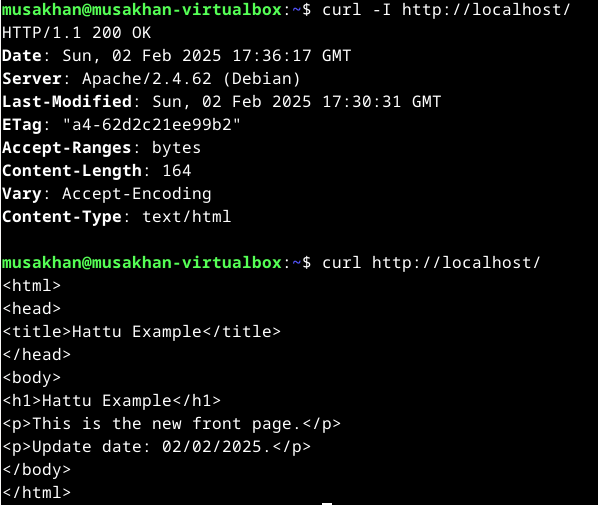 musakhan@musakhan-virtualbox:~$ curl -I http://localhost/
HTTP/1.1 200 OK
Date: Sun, 02 Feb 2025 17:36:17 GMT
Server: Apache/2.4.62 (Debian)
Last-Modified: Sun, 02 Feb 2025 17:30:31 GMT
ETag: "a4-62d2c21ee99b2"
Accept-Ranges: bytes
Content-Length: 164
Vary: Accept-Encoding
Content-Type: text/html

musakhan@musakhan-virtualbox:~$ curl http://localhost/
<html>
<head>
<title>Hattu Example</title>
</head>
<body>
<h1>Hattu Example</h1>
<p>This is the new front page.</p>
<p>Update date: 02/02/2025.</p>
</body>
</html>